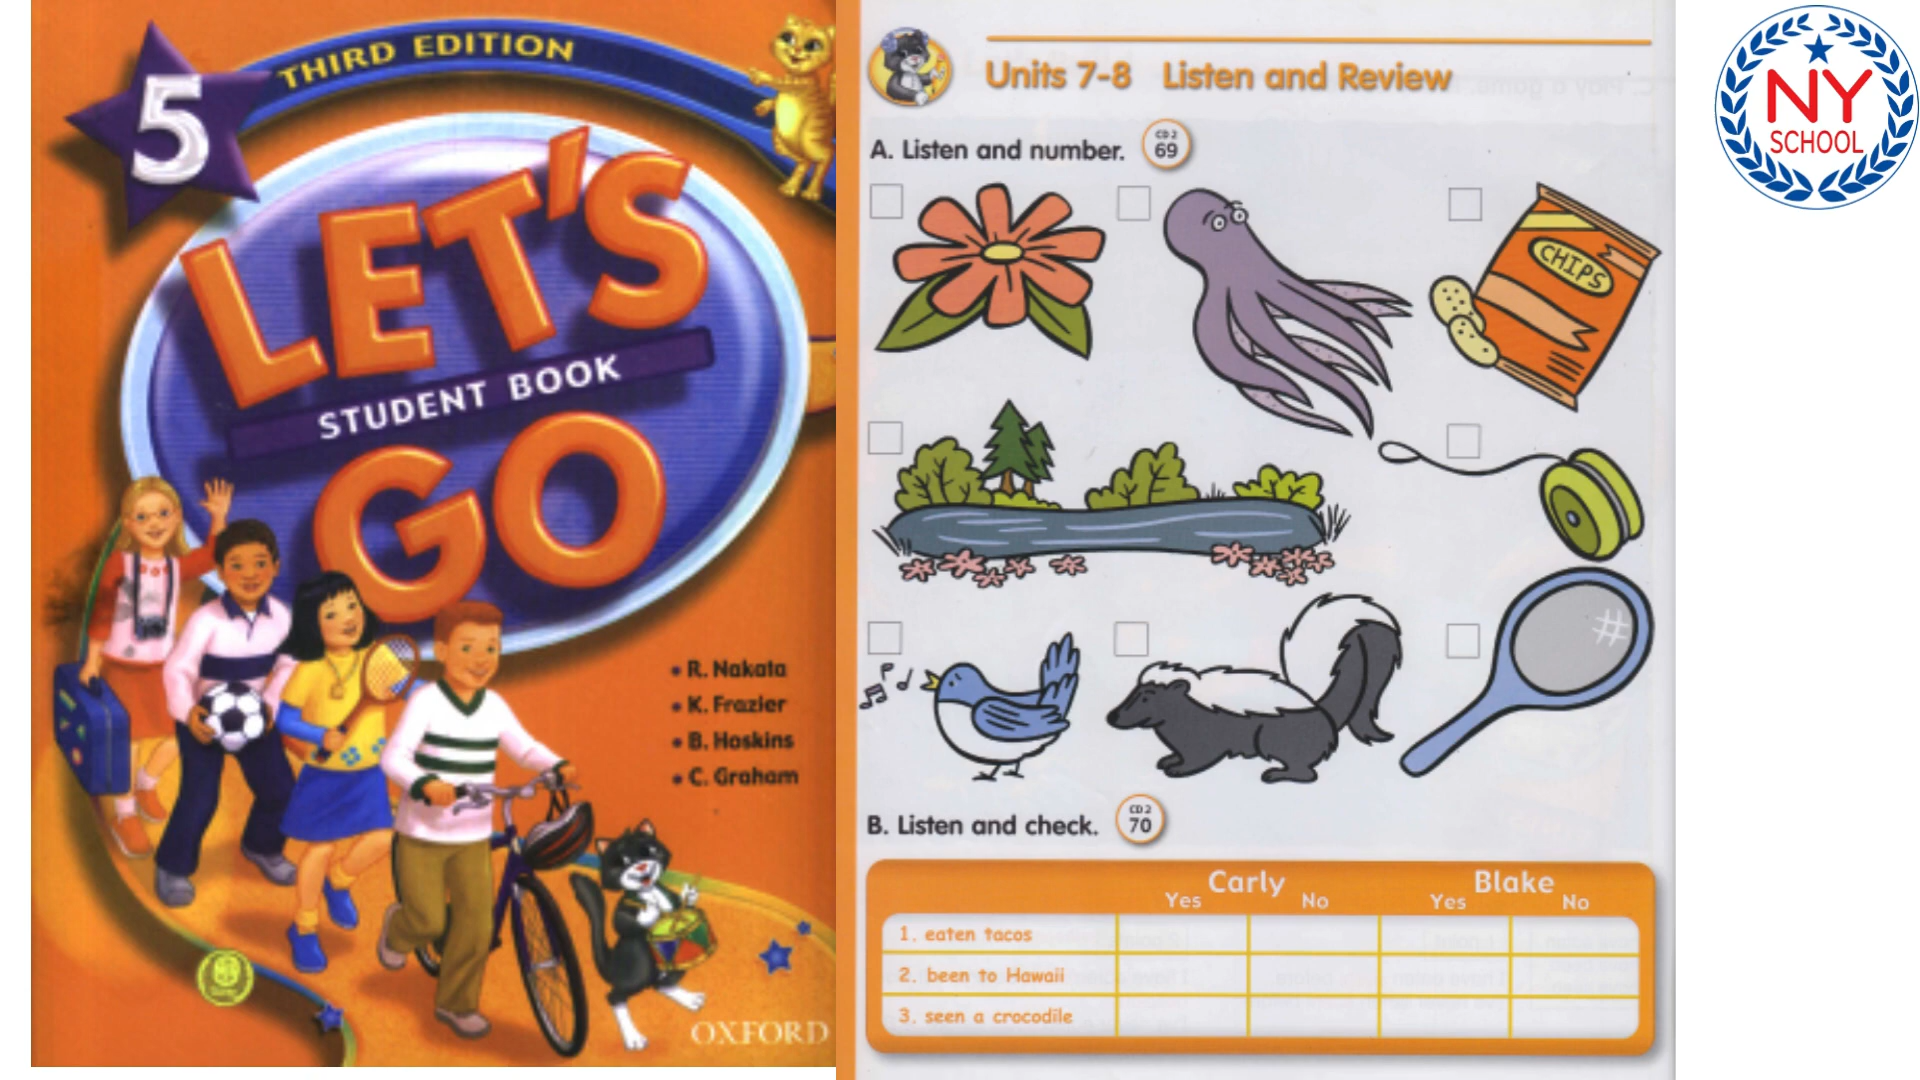 5
THIRD EDITION
LET'S
STUDENT BOOK
GO
• R. Nakata
• K. Frazier
• B. Hoskins
• C. Graham
OXFORD
Units 7-8 Listen and Review
A. Listen and number.
CD 2
69
CHIPS
B. Listen and check.
CD 2
70
Carly
Blake
Yes
No
Yes
No
1. eaten tacos
2. been to Hawaii
3. seen a crocodile
NY
SCHOOL